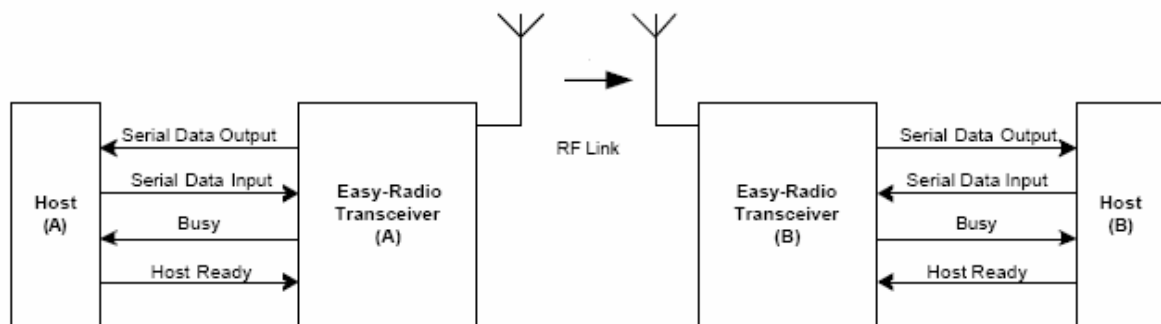 Serial Data Output
Serial Data Input
Busy
Host Ready
Host
(A)
Easy-Radio
Transceiver
(A)
RF Link
Easy-Radio
Transceiver
(B)
Serial Data Output
Serial Data Input
Busy
Host Ready
Host
(B)